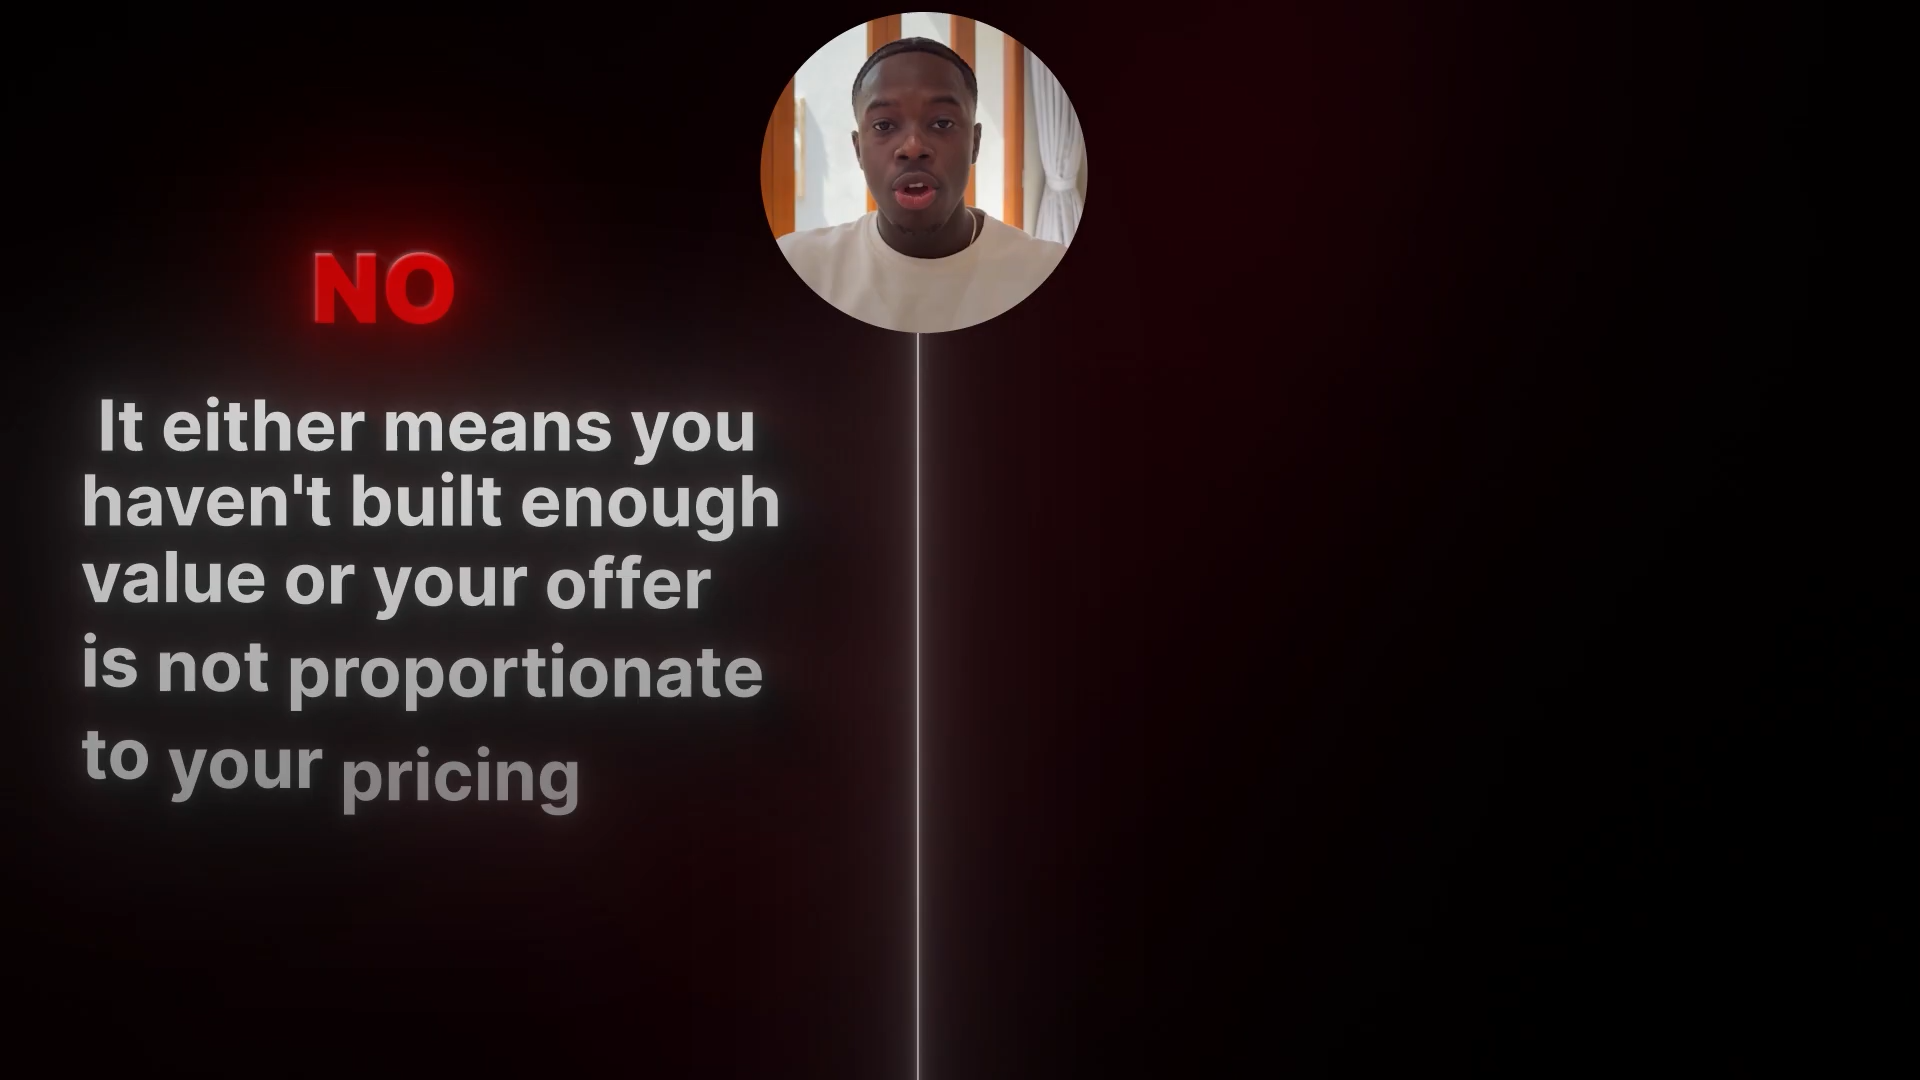 NO
It either means you
haven't built enough
value or your offer
is not proportionate
to your pricing